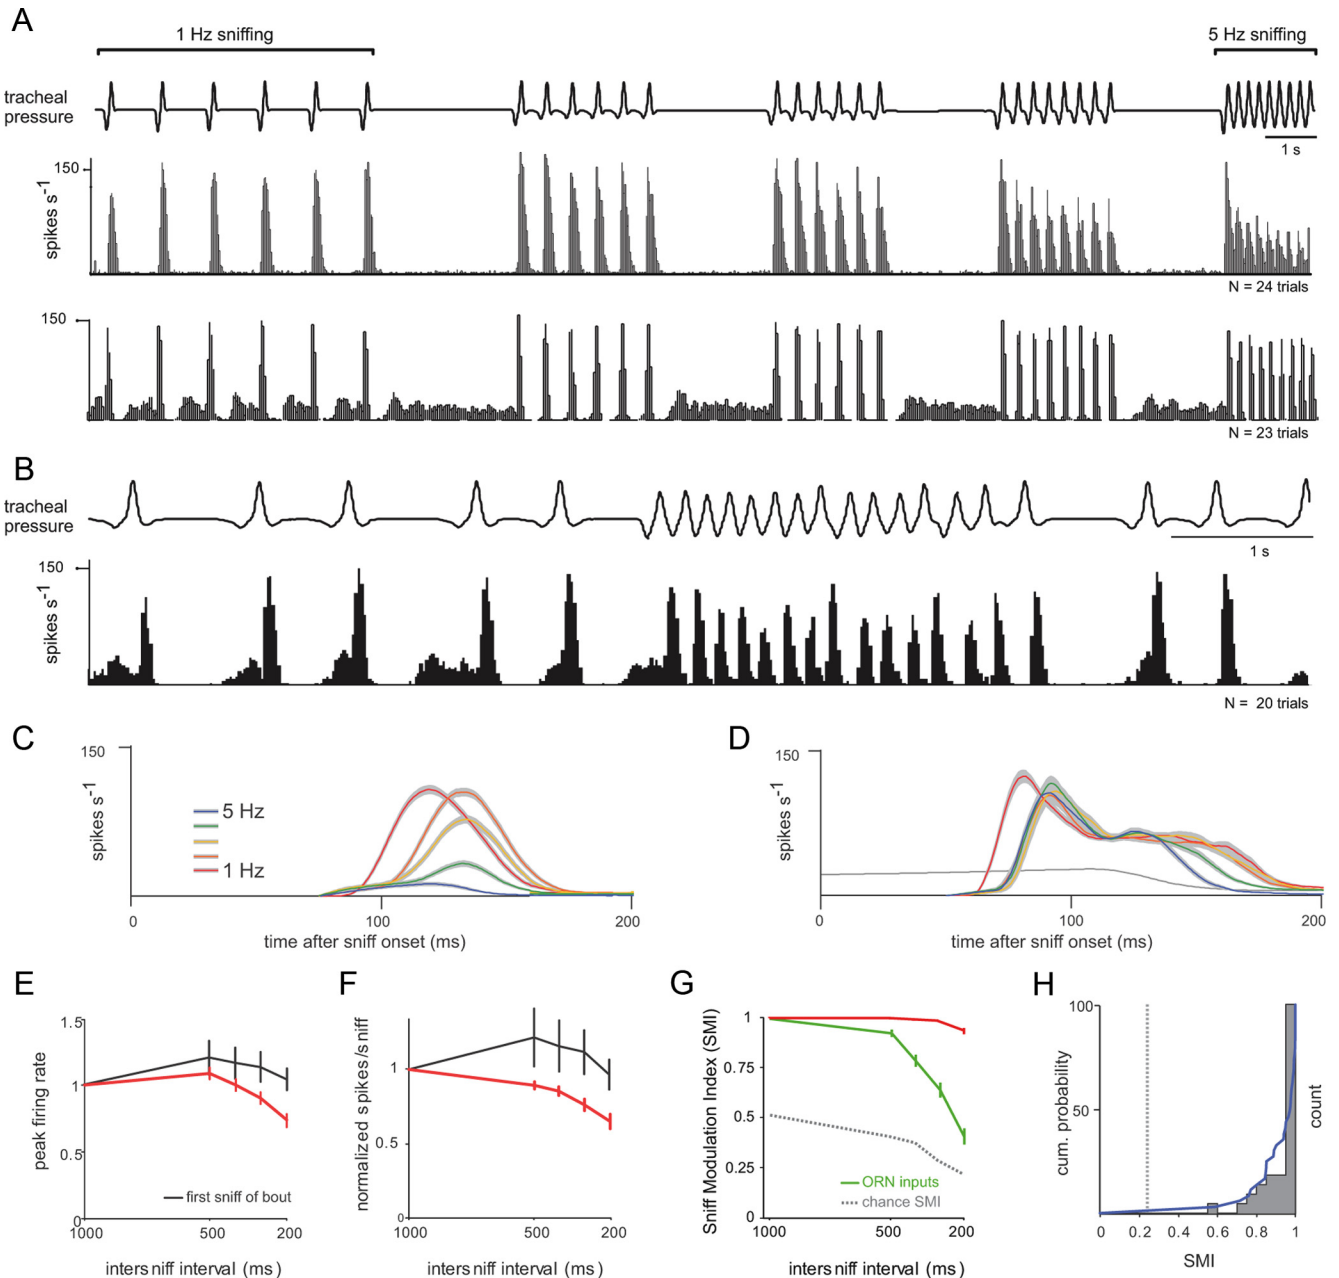 A
1 Hz sniffing
5 Hz sniffing
tracheal
pressure
1 s
150
spikes s-1
N = 24 trials
150
N = 23 trials
B
tracheal
pressure
1 s
150
spikes s-1
N = 20 trials
C
150
spikes s-1
5 Hz
1 Hz
0
100
200
time after sniff onset (ms)
D
150
spikes s-1
0
100
200
time after sniff onset (ms)
E
1.5
1
0.5
0
peak firing rate
first sniff of bout
1000
500
200
inters niff interval (ms)
F
1
0.5
0
normalized spikes/sniff
1000
500
200
inters niff interval (ms)
G
1
0.75
0.5
0.25
0
Sniff Modulation Index (SMI)
ORN inputs
chance SMI
1000
500
200
inters niff interval (ms)
H
100
50
cum. probability
count
0
0.2
0.4
0.6
0.8
1
SMI